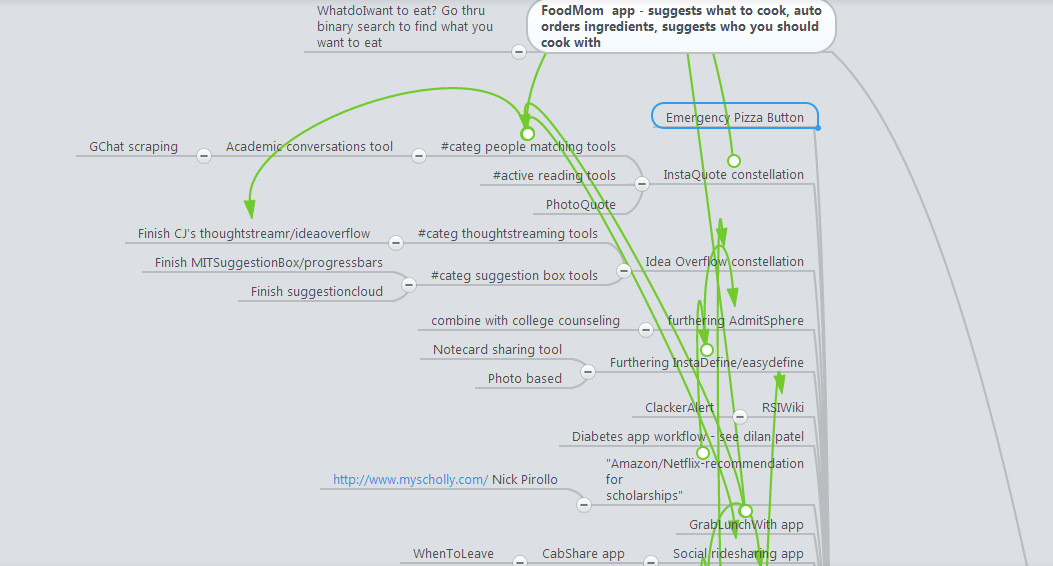 WhatdoIwant to eat? Go thru
binary search to find what you
want to eat
FoodMom app - suggests what to cook, auto
orders ingredients, suggests who you should
cook with
Emergency Pizza Button
GChat scraping
Academic conversations tool
#categ people matching tools
#active reading tools
PhotoQuote
InstaQuote constellation
Finish CJ's thoughtstreamr/ideaoverflow
#categ thoughtstreaming tools
Finish MITSuggestionBox/progressbars
Finish suggestioncloud
#categ suggestion box tools
Idea Overflow constellation
combine with college counseling
furthering AdmitSphere
Notecard sharing tool
Photo based
Furthering InstaDefine/easydefine
ClackerAlert
RSIWiki
Diabetes app workflow - see dilan patel
"Amazon/Netflix-recommendation
for
scholarships"
http://www.myscholly.com/ Nick Pirollo
GrabLunchWith app
WhenToLeave
CabShare app
Social ridesharing app